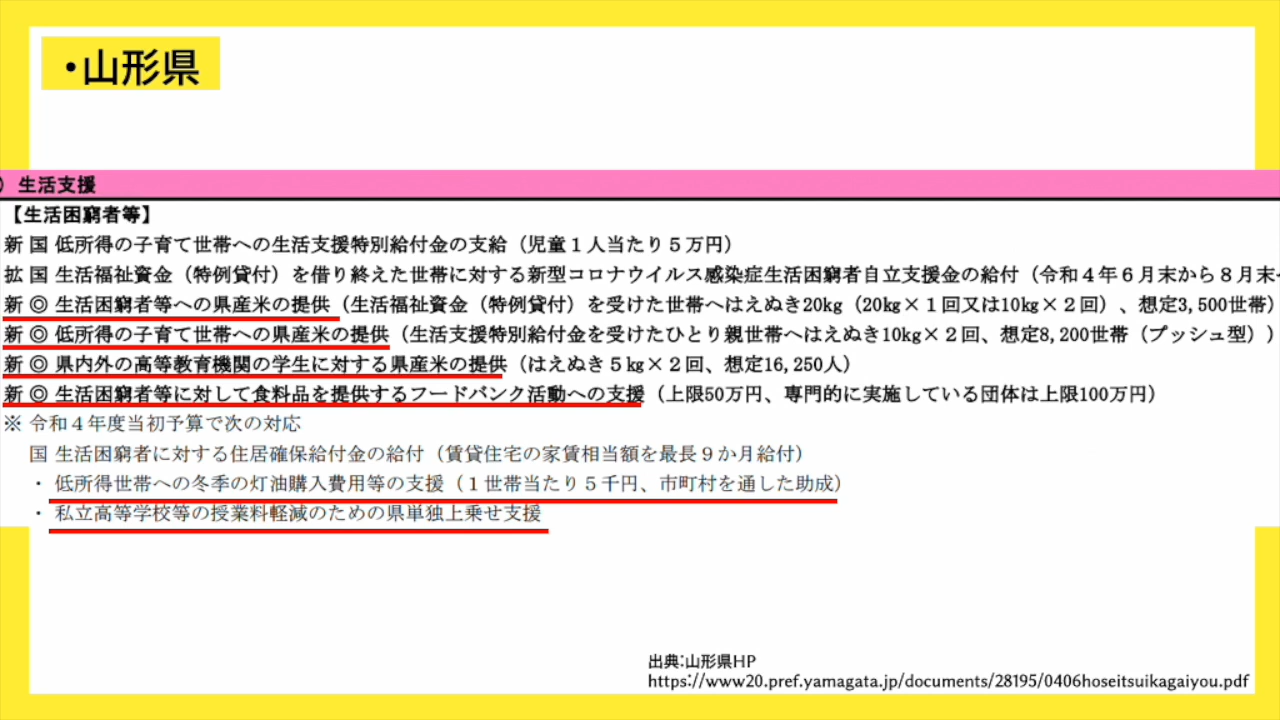 ・山形県
) 生活支援
【生活困窮者等】
新 国 低所得の子育て世帯への生活支援特別給付金の支給（児童１人当たり５万円）
拡 国 生活福祉資金（特例貸付）を借り終えた世帯に対する新型コロナウイルス感染症生活困窮者自立支援金の給付（令和４年６月末から８月末
新 ◎ 生活困窮者等への県産米の提供（生活福祉資金（特例貸付）を受けた世帯へはえぬき20kg（20kg×１回又は10kg×２回）、想定3,500世帯）
新 ◎ 低所得の子育て世帯への県産米の提供（生活支援特別給付金を受けたひとり親世帯へはえぬき10kg×２回、想定8,200世帯（プッシュ型））
新 ◎ 県内外の高等教育機関の学生に対する県産米の提供（はえぬき５kg×２回、想定16,250人）
新 ◎ 生活困窮者等に対して食料品を提供するフードバンク活動への支援（上限50万円、専門的に実施している団体は上限100万円）
※ 令和４年度当初予算で次の対応
国 生活困窮者に対する住居確保給付金の給付（賃貸住宅の家賃相当額を最長９か月給付）
・ 低所得世帯への冬季の灯油購入費用等の支援（１世帯当たり５千円、市町村を通した助成）
・ 私立高等学校等の授業料軽減のための県単独上乗せ支援
出典:山形県HP
https://www20.pref.yamagata.jp/documents/28195/0406hoseitsuikagaiyou.pdf